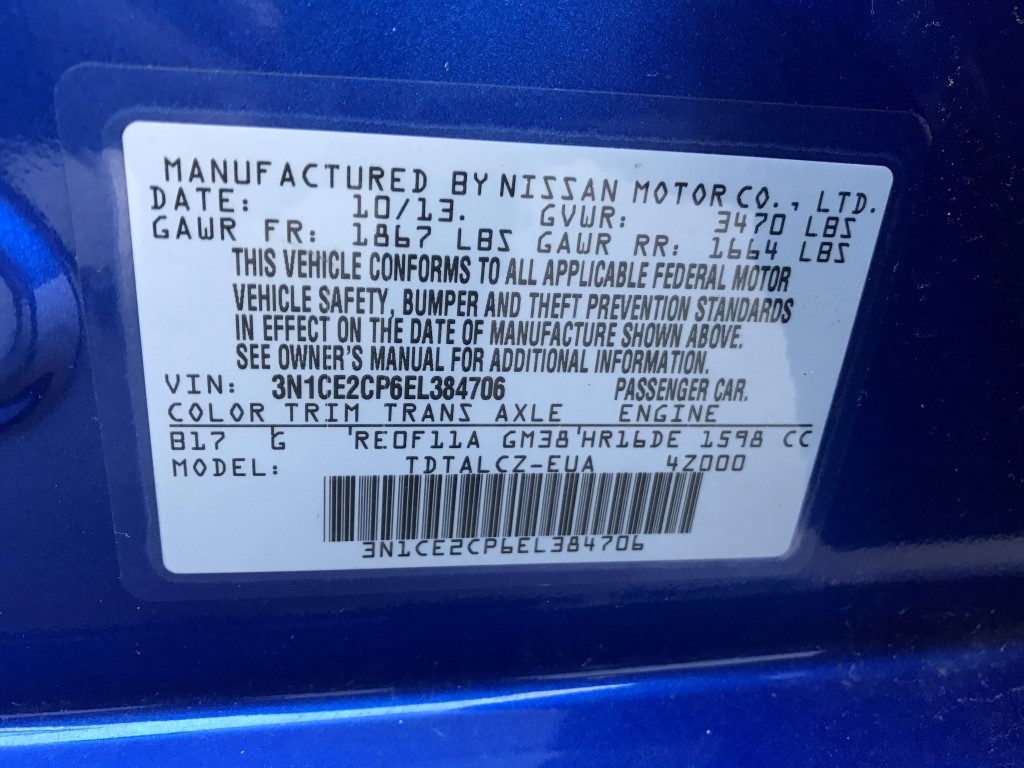 MANUFACTURED BY NISSAN MOTOR CO., LTD.
DATE: 10/13. GVWR: 3470 LBS
GAWR FR: 1867 LBS GAWR RR: 1664 LBS
THIS VEHICLE CONFORMS TO ALL APPLICABLE FEDERAL MOTOR
VEHICLE SAFETY, BUMPER AND THEFT PREVENTION STANDARDS
IN EFFECT ON THE DATE OF MANUFACTURE SHOWN ABOVE.
SEE OWNER'S MANUAL FOR ADDITIONAL INFORMATION.
VIN: 3N1CE2CP6EL384706 PASSENGER CAR.
COLOR TRIM TRANS AXLE ENGINE
B17 G RE0F11A GM38 HR16DE 1598 CC
MODEL: TDTALCZ-EUA 4Z000
3N1CE2CP6EL384706